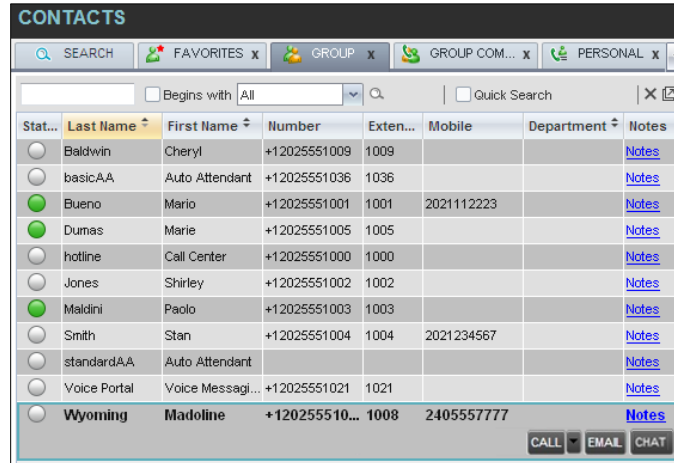 CONTACTS
SEARCH FAVORITES x GROUP x GROUP COM... x PERSONAL x
Begins with All Quick Search
Stat... Last Name First Name Number Exten... Mobile Department Notes
Baldwin Cheryl +12025551009 1009 Notes
basicAA Auto Attendant +12025551036 1036 Notes
Bueno Mario +12025551001 1001 2021112223 Notes
Dumas Marie +12025551005 1005 Notes
hotline Call Center +12025551000 1000 Notes
Jones Shirley +12025551002 1002 Notes
Maldini Paolo +12025551003 1003 Notes
Smith Stan +12025551004 1004 2021234567 Notes
standardAA Auto Attendant Notes
Voice Portal Voice Messagi... +12025551021 1021 Notes
Wyoming Madoline +120255510... 1008 2405557777 Notes
CALL EMAIL CHAT